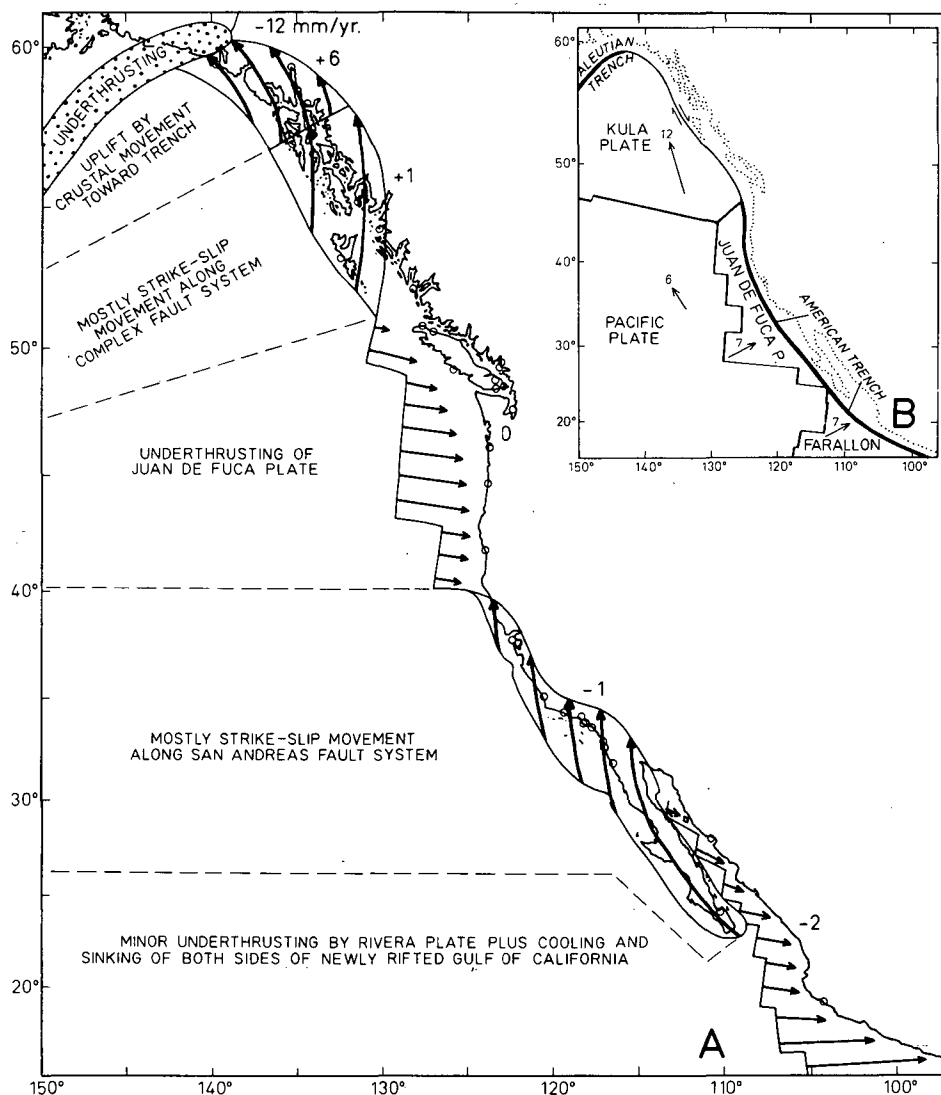 -12 mm/yr.
60°
+6
UNDERTHRUSTING
UPLIFT BY
CRUSTAL MOVEMENT
TOWARD TRENCH
+1
MOSTLY STRIKE-SLIP
MOVEMENT ALONG
COMPLEX FAULT SYSTEM
50°
UNDERTHRUSTING OF
JUAN DE FUCA PLATE
0
40°
MOSTLY STRIKE-SLIP MOVEMENT
ALONG SAN ANDREAS FAULT SYSTEM
-1
30°
MINOR UNDERTHRUSTING BY RIVERA PLATE PLUS COOLING AND
SINKING OF BOTH SIDES OF NEWLY RIFTED GULF OF CALIFORNIA
-2
20°
A
150° 140° 130° 120° 110° 100°
60°
ALEUTIAN
TRENCH
KULA
PLATE
12
50°
40°
JUAN DE FUCA P
6
PACIFIC
PLATE
7
30°
AMERICAN TRENCH
B
20°
7
FARALLON
150° 140° 130° 120° 110° 100°